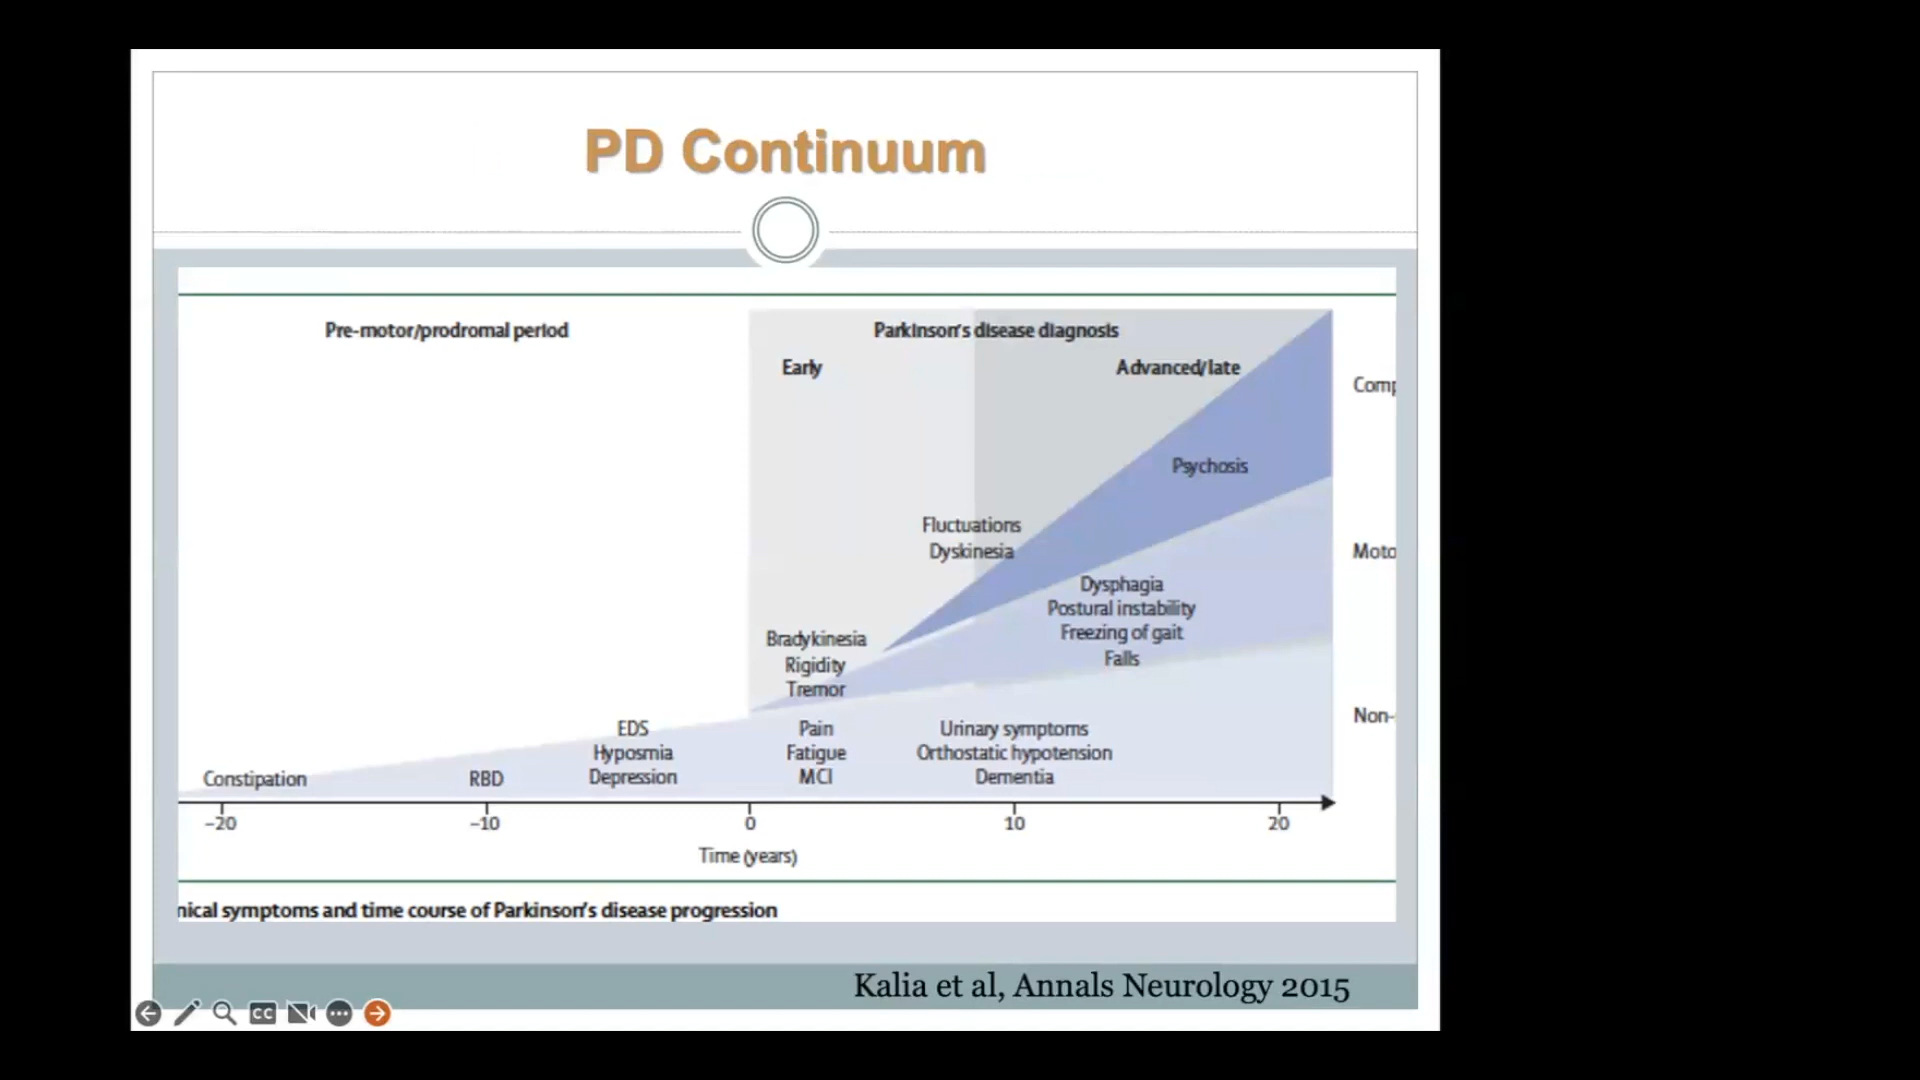 PD Continuum
Pre-motor/prodromal period
Parkinson's disease diagnosis
Early
Advanced/late
Comp
Psychosis
Fluctuations
Dyskinesia
Moto
Dysphagia
Postural instability
Freezing of gait
Falls
Bradykinesia
Rigidity
Tremor
Non-
EDS
Hyposmia
Depression
Pain
Fatigue
MCI
Urinary symptoms
Orthostatic hypotension
Dementia
Constipation
RBD
–20
–10
0
10
20
Time (years)
nical symptoms and time course of Parkinson's disease progression
Kalia et al, Annals Neurology 2015
CC